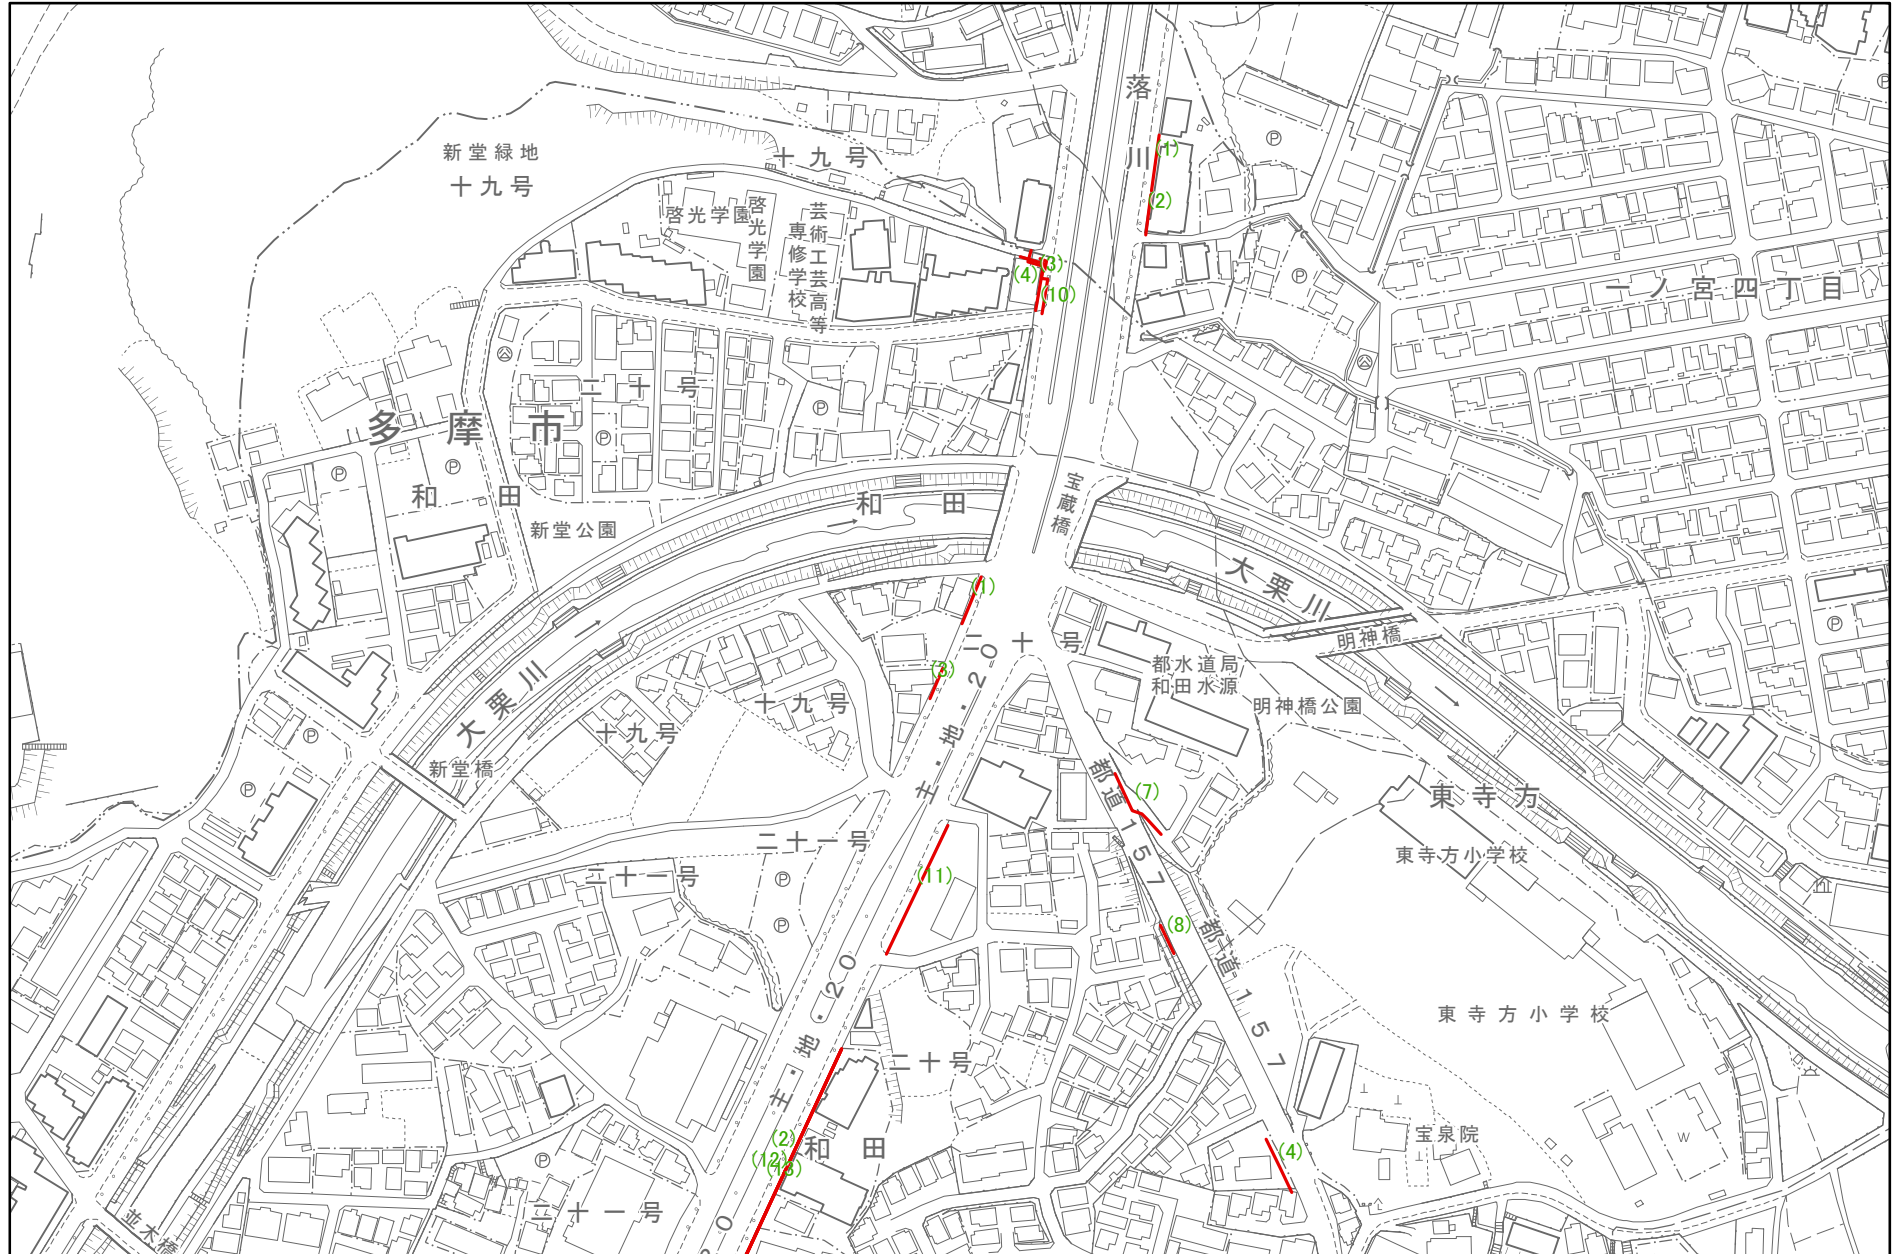 落川
新堂緑地
十九号
十九号
(1)
(2)
啓光学園
啓光学園
芸術工芸高等
専修学校
(3)
(4)
(10)
一ノ宮四丁目
二十号
多摩市
和田
新堂公園
和田
宝蔵橋
大栗川
明神橋
(1)
二十号
(3)
都水道局
和田水源
明神橋公園
大栗川
十九号
十九号
新堂橋
主・地・20
都道157
(7)
東寺方
東寺方小学校
二十一号
二十一号
(11)
(8)
都道157
主・地・20
東寺方小学校
二十号
(2)
(12)
(13)
和田
宝泉院
(4)
二十一号
並木橋
P
P
P
P
P
P
P
P
P
P
P
P
P
W